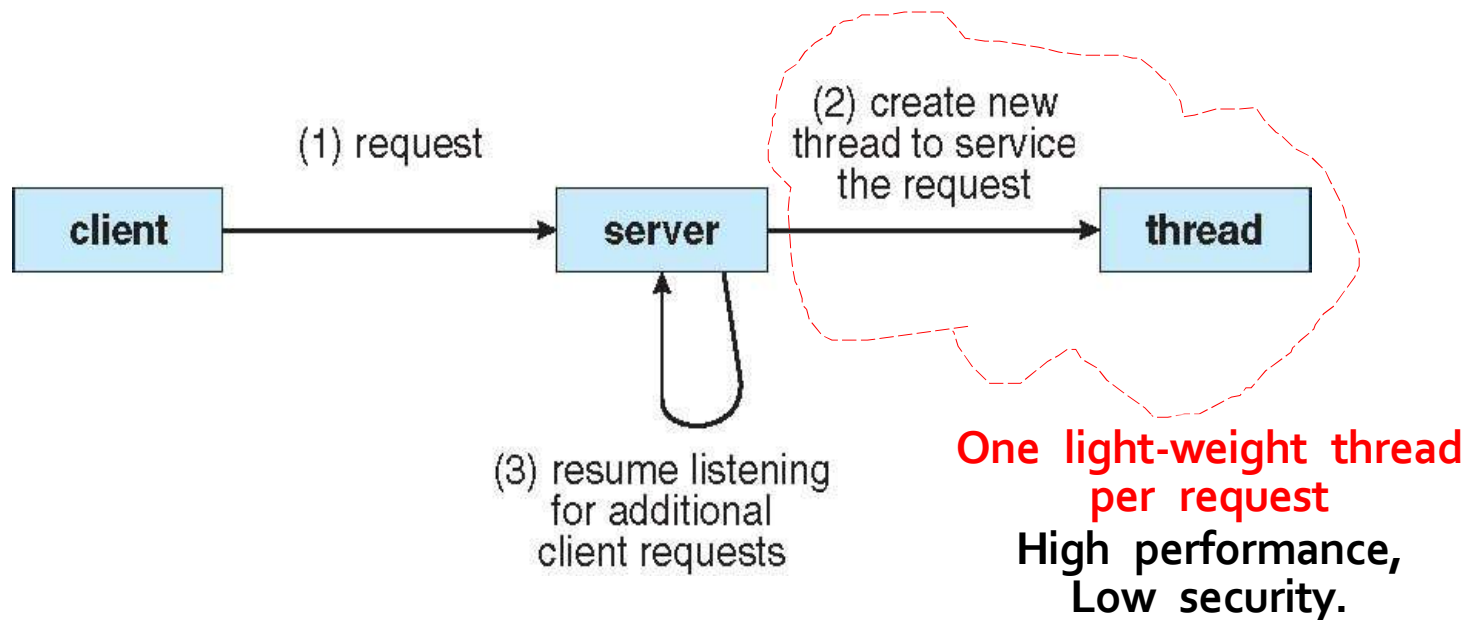 (1) request
(2) create new
thread to service
the request
client
server
thread
(3) resume listening
for additional
client requests
One light-weight thread
per request
High performance,
Low security.